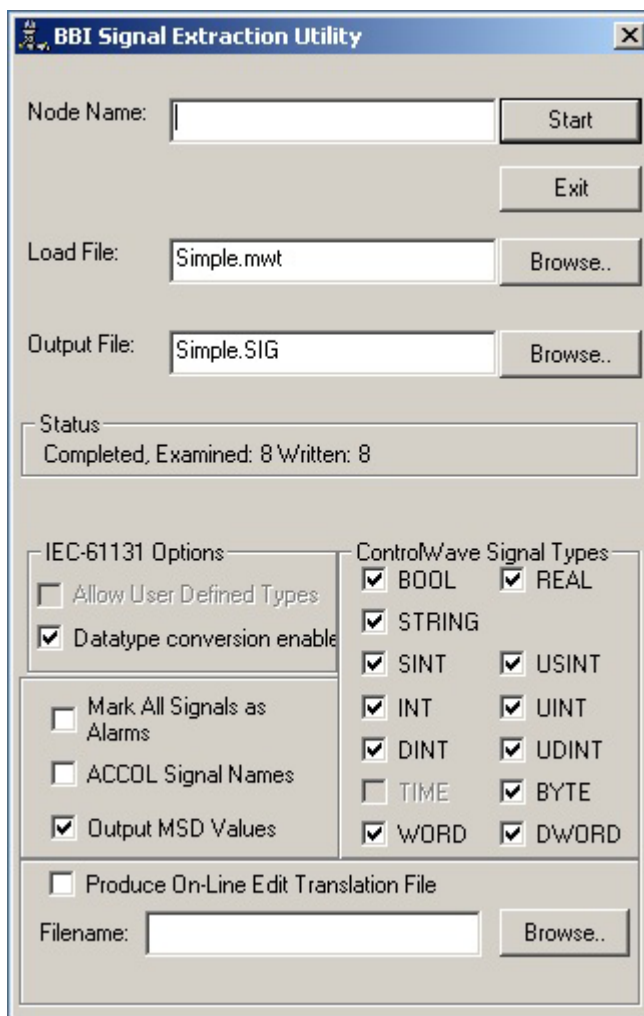 BBI Signal Extraction Utility
Node Name:
Start
Exit
Load File:
Simple.mwt
Browse..
Output File:
Simple.SIG
Browse..
Status
Completed, Examined: 8 Written: 8
IEC-61131 Options
Allow User Defined Types
Datatype conversion enable
ControlWave Signal Types
BOOL REAL
STRING
SINT USINT
INT UINT
DINT UDINT
TIME BYTE
WORD DWORD
Mark All Signals as
Alarms
ACCOL Signal Names
Output MSD Values
Produce On-Line Edit Translation File
Filename:
Browse..